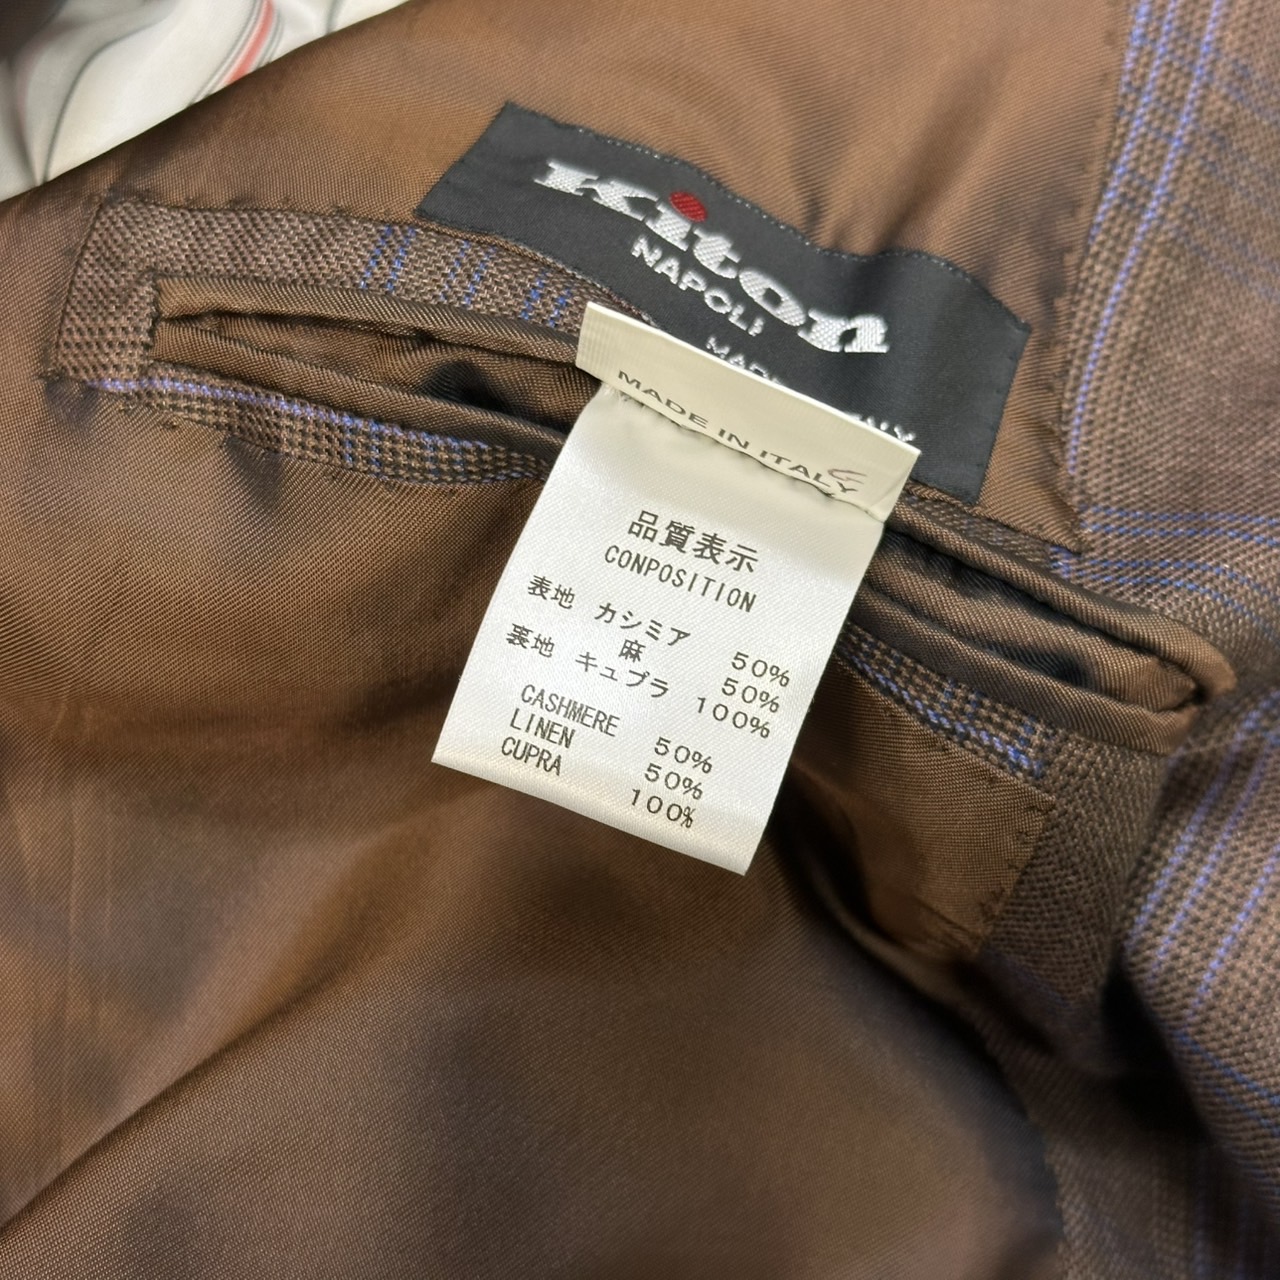 Kiton
NAPOLI
MADE IN ITALY
品質表示
CONPOSITION
表地 カシミア 50%
麻 50%
裏地 キュプラ 100%
CASHMERE 50%
LINEN 50%
CUPRA 100%